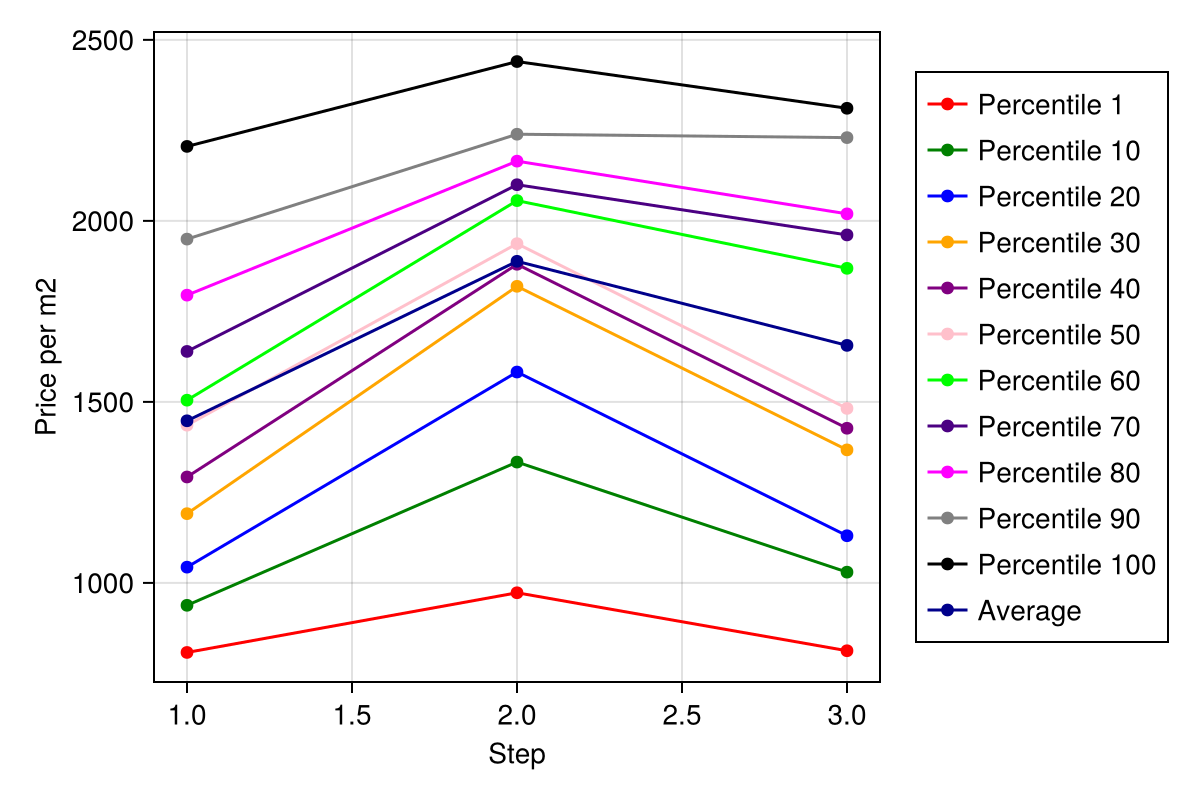 2500
2000
1500
1000
Price per m2
1.0 1.5 2.0 2.5 3.0
Step
Percentile 1
Percentile 10
Percentile 20
Percentile 30
Percentile 40
Percentile 50
Percentile 60
Percentile 70
Percentile 80
Percentile 90
Percentile 100
Average